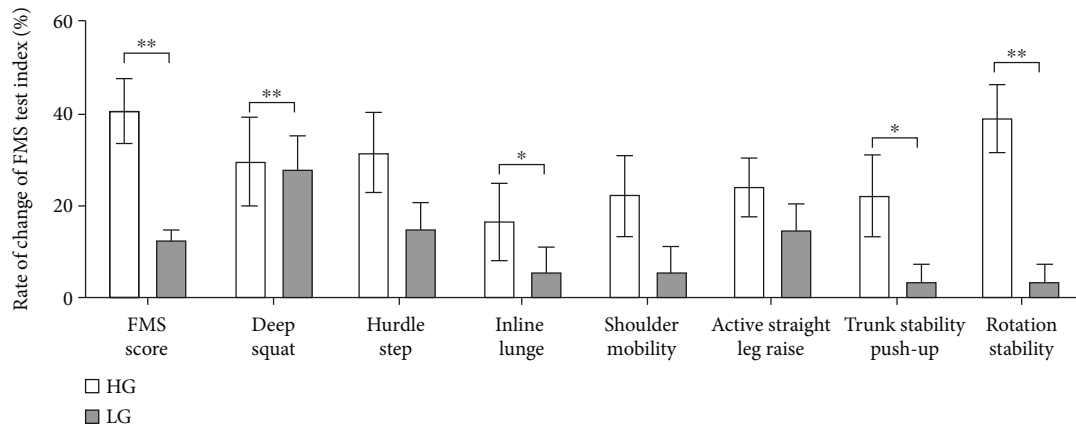 Rate of change of FMS test index (%)
60
40
20
0
**
**
*
*
**
FMS
score
Deep
squat
Hurdle
step
Inline
lunge
Shoulder
mobility
Active straight
leg raise
Trunk stability
push-up
Rotation
stability
HG
LG